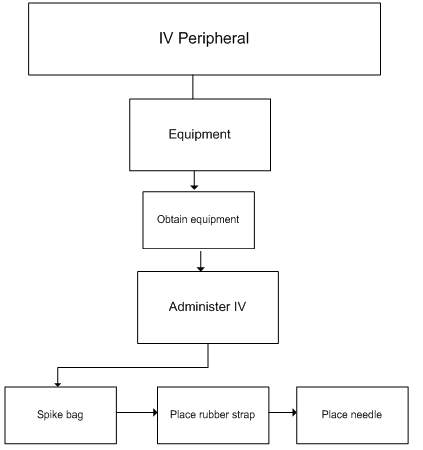 IV Peripheral
Equipment
Obtain equipment
Administer IV
Spike bag
Place rubber strap
Place needle